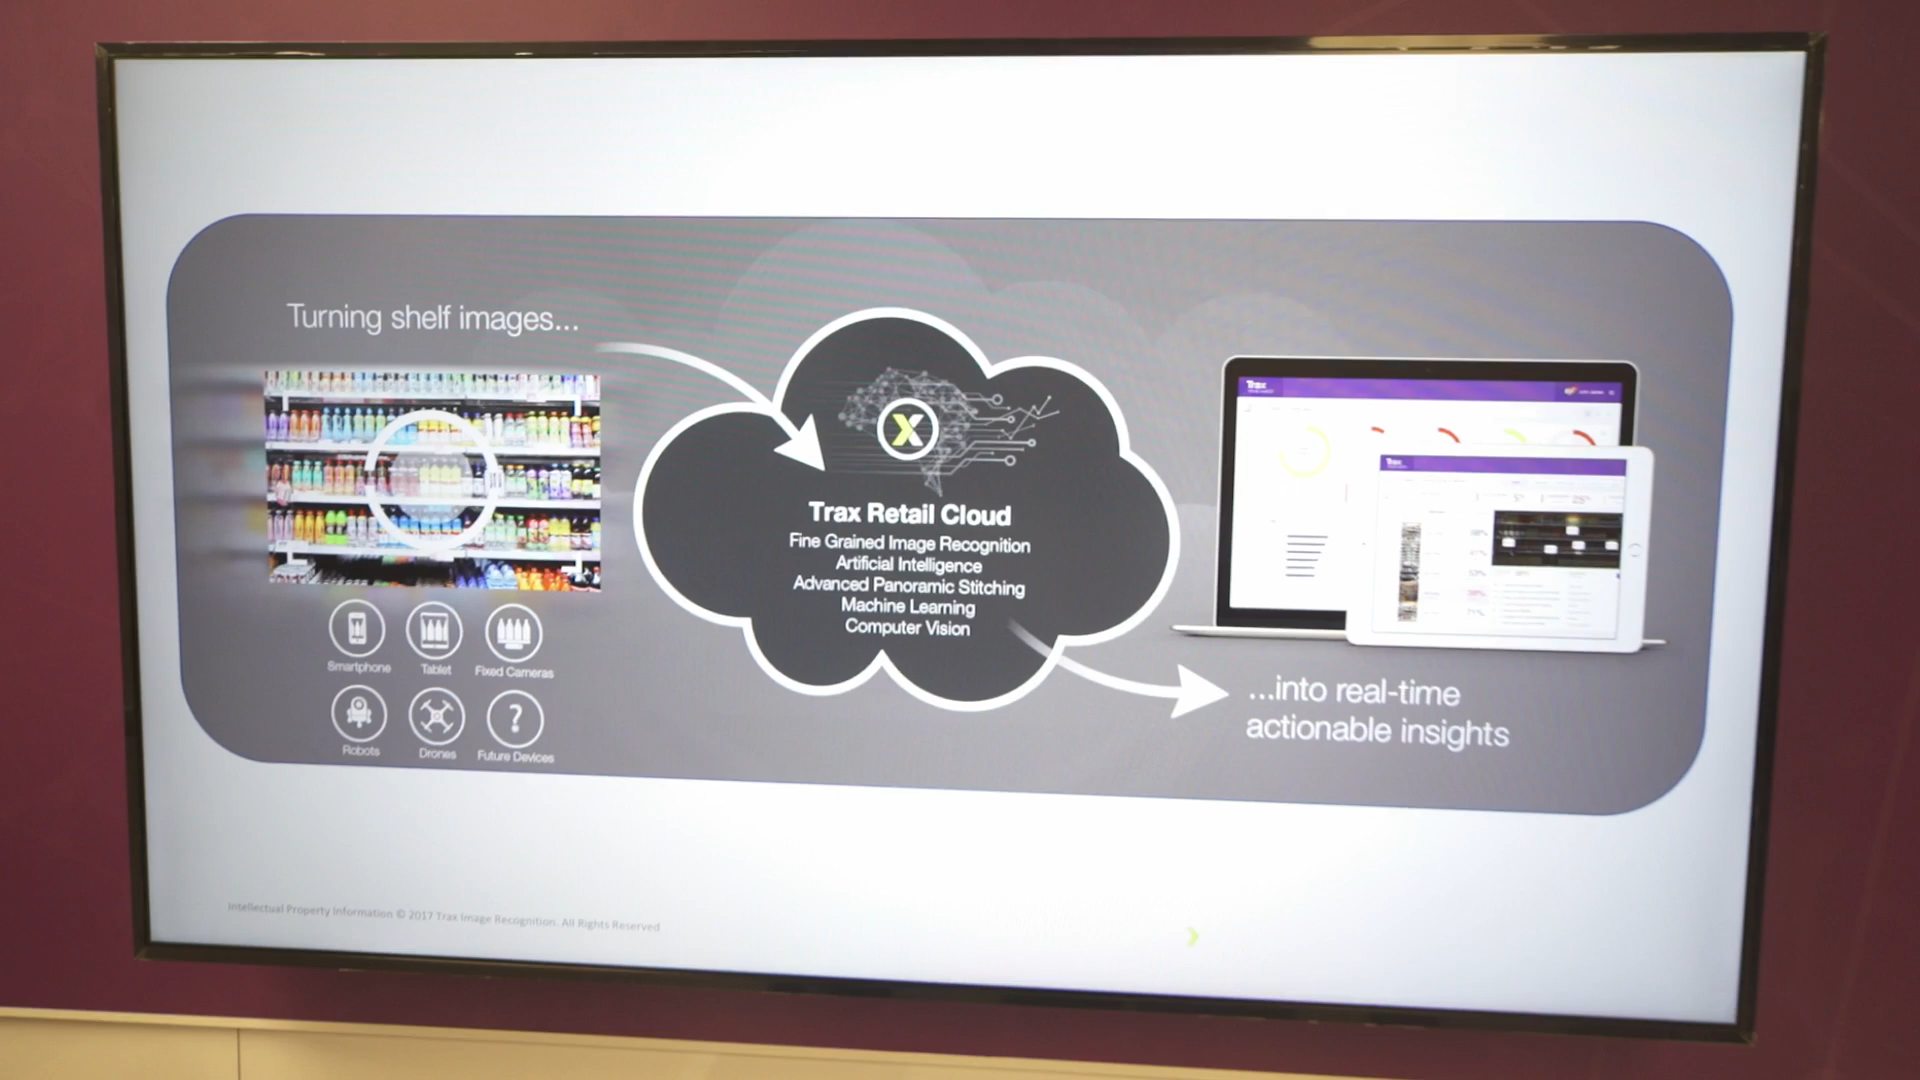 Turning shelf images...
Smartphone
Tablet
Fixed Cameras
Robots
Drones
?
Future Devices
X
Trax Retail Cloud
Fine Grained Image Recognition
Artificial Intelligence
Advanced Panoramic Stitching
Machine Learning
Computer Vision
Trax
Trax
...into real-time
actionable insights
Intellectual Property Information © 2017 Trax Image Recognition. All Rights Reserved